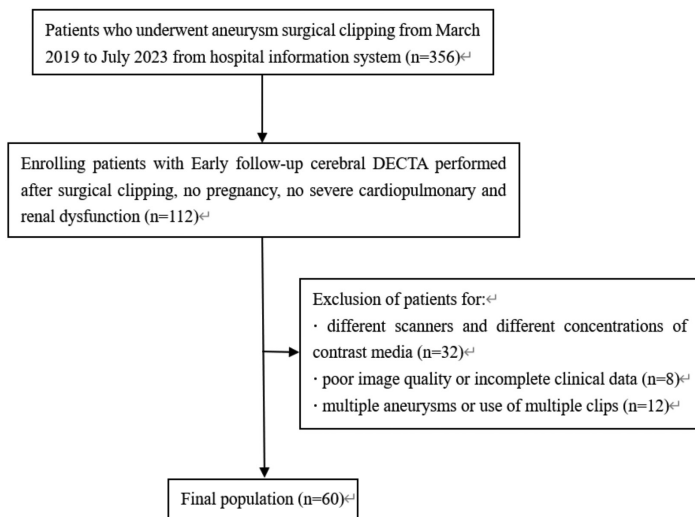 Patients who underwent aneurysm surgical clipping from March
2019 to July 2023 from hospital information system (n=356)↵
Enrolling patients with Early follow-up cerebral DECTA performed
after surgical clipping, no pregnancy, no severe cardiopulmonary and
renal dysfunction (n=112)↵
Exclusion of patients for:↵
· different scanners and different concentrations of
contrast media (n=32)↵
· poor image quality or incomplete clinical data (n=8)↵
· multiple aneurysms or use of multiple clips (n=12)↵
Final population (n=60)↵